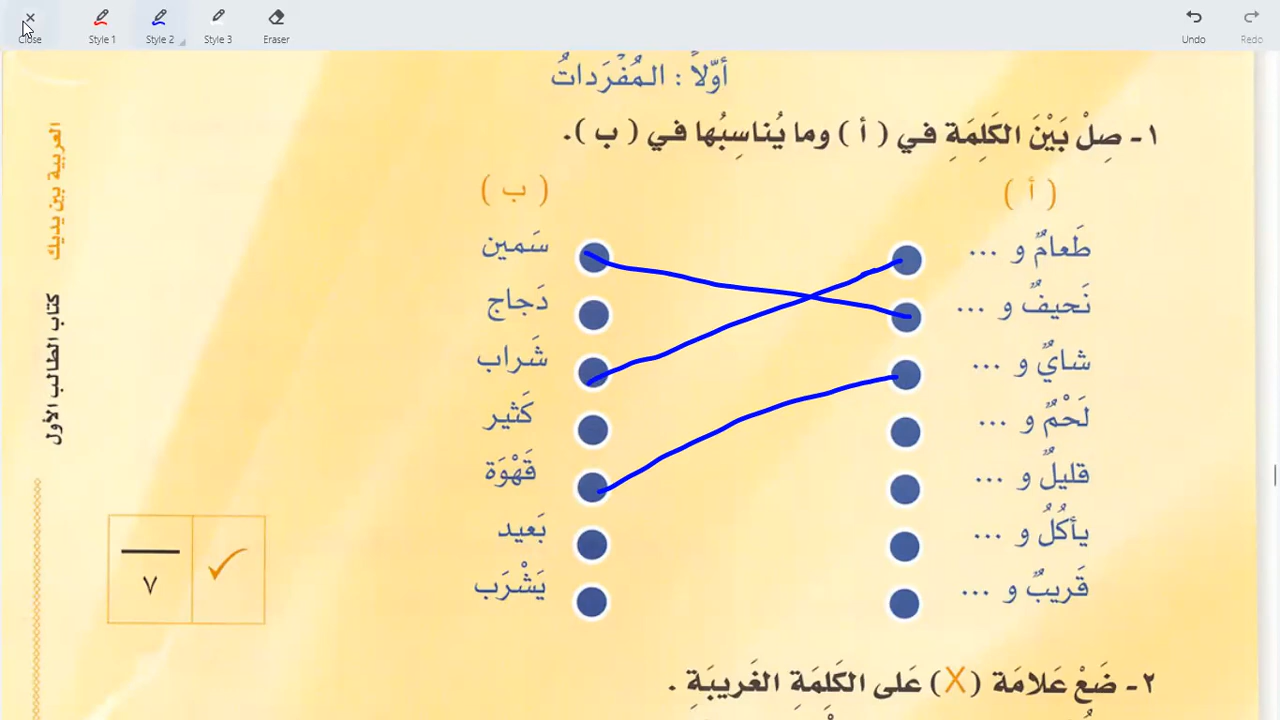 Close Style 1 Style 2 Style 3 Eraser Undo Redo
أوّلاً : المُفْرَداتُ
١- صِلْ بَيْنَ الكَلِمَةِ في ( أ ) وما يُناسِبُها في ( ب ).
( أ ) ( ب )
طَعامٌ و ... سَمين
نَحيفٌ و ... دَجاج
شايٌ و ... شَراب
لَحْمٌ و ... كَثير
قليلٌ و ... قَهْوَة
يأكُلُ و ... بَعيد
قَريبٌ و ... يَشْرَب
٧
٢- ضَعْ عَلامَة (X) عَلى الكَلِمَةِ الغَريبَةِ .
العربية بين يديك
كتاب الطالب الأول